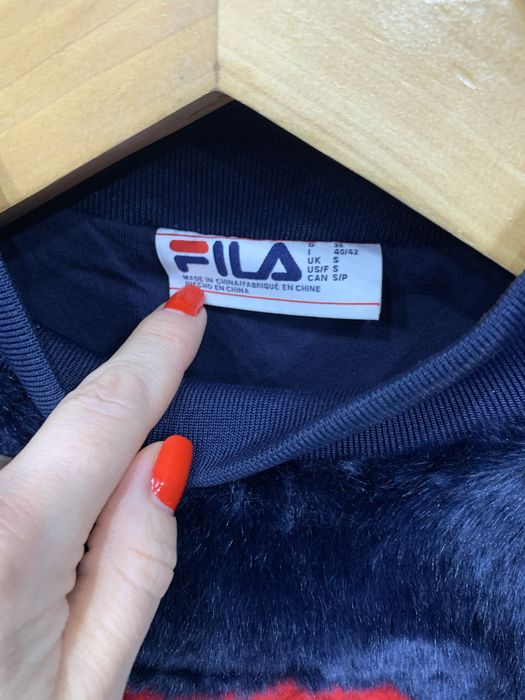 FILA
D 36
I 40/42
UK S
US/F S
CAN S/P
MADE IN CHINA/FABRIQUÉ EN CHINE
HECHO EN CHINA